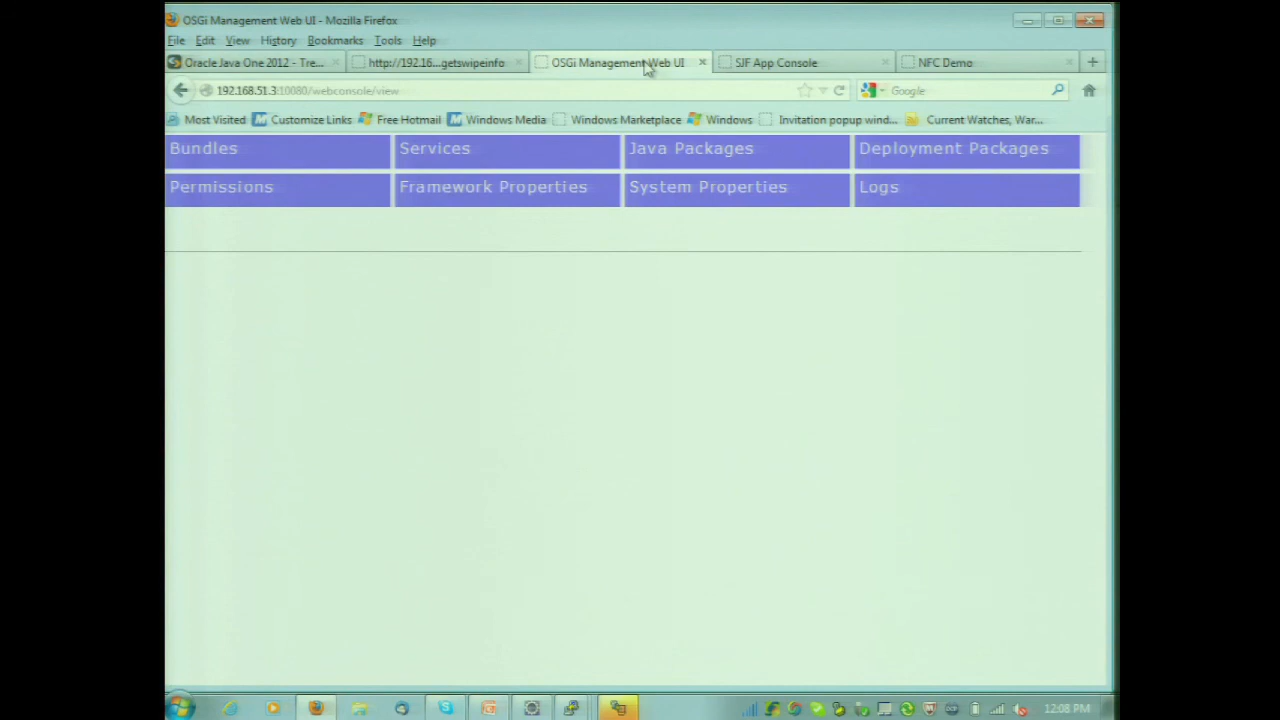 OSGi Management Web UI - Mozilla Firefox
File Edit View History Bookmarks Tools Help
Oracle Java One 2012 - Tre... http://192.16...getswipeinfo OSGi Management Web UI SJF App Console NFC Demo
192.168.51.3:10080/webconsole/view Google
Most Visited Customize Links Free Hotmail Windows Media Windows Marketplace Windows Invitation popup wind... Current Watches, War...
Bundles Services Java Packages Deployment Packages
Permissions Framework Properties System Properties Logs
12:08 PM